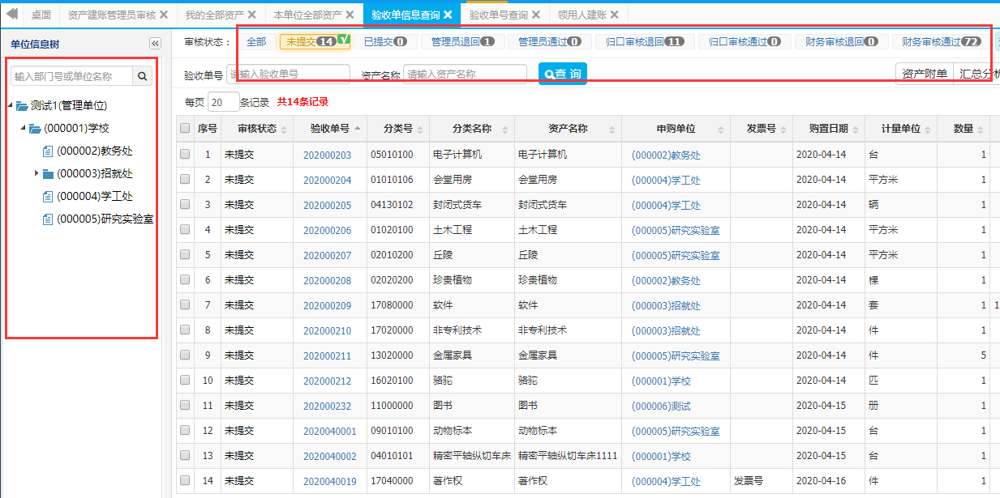 桌面 资产建账管理员审核 我的全部资产 本单位全部资产 验收单信息查询 验收单号查询 领用人建账
单位信息树
输入部门号或单位名称
测试1(管理单位)
(000001)学校
(000002)教务处
(000003)招就处
(000004)学工处
(000005)研究实验室
审核状态： 全部 未提交 14 已提交 0 管理员退回 1 管理员通过 0 归口审核退回 11 归口审核通过 0 财务审核退回 0 财务审核通过 72
验收单号 请输入验收单号 资产名称 请输入资产名称 查询 资产附单 汇总分析
每页 20 条记录 共14条记录
序号 审核状态 验收单号 分类号 分类名称 资产名称 申购单位 发票号 购置日期 计量单位 数量
1 未提交 202000203 05010100 电子计算机 电子计算机 (000002)教务处 2020-04-14 台 1
2 未提交 202000204 01010106 会堂用房 会堂用房 (000004)学工处 2020-04-14 平方米 1
3 未提交 202000205 04130102 封闭式货车 封闭式货车 (000004)学工处 2020-04-14 辆 1
4 未提交 202000206 01020100 土木工程 土木工程 (000005)研究实验室 2020-04-14 平方米 1
5 未提交 202000207 02010200 丘陵 丘陵 (000005)研究实验室 2020-04-14 平方米 1
6 未提交 202000208 02020200 珍贵植物 珍贵植物 (000002)教务处 2020-04-14 棵 1
7 未提交 202000209 17080000 软件 软件 (000003)招就处 2020-04-14 套 1 1
8 未提交 202000210 17020000 非专利技术 非专利技术 (000003)招就处 2020-04-14 件 1
9 未提交 202000211 13020000 金属家具 金属家具 (000005)研究实验室 2020-04-14 件 5
10 未提交 202000212 16020100 骆驼 骆驼 (000001)学校 2020-04-14 匹 1
11 未提交 202000232 11000000 图书 图书 (000006)测试 2020-04-15 册 1
12 未提交 2020040001 09010100 动物标本 动物标本 (000005)研究实验室 2020-04-15 台 1
13 未提交 2020040002 04010101 精密平轴纵切车床 精密平轴纵切车床1111 (000001)学校 2020-04-15 台 1
14 未提交 2020040019 17040000 著作权 著作权 (000004)学工处 发票号 2020-04-16 件 1